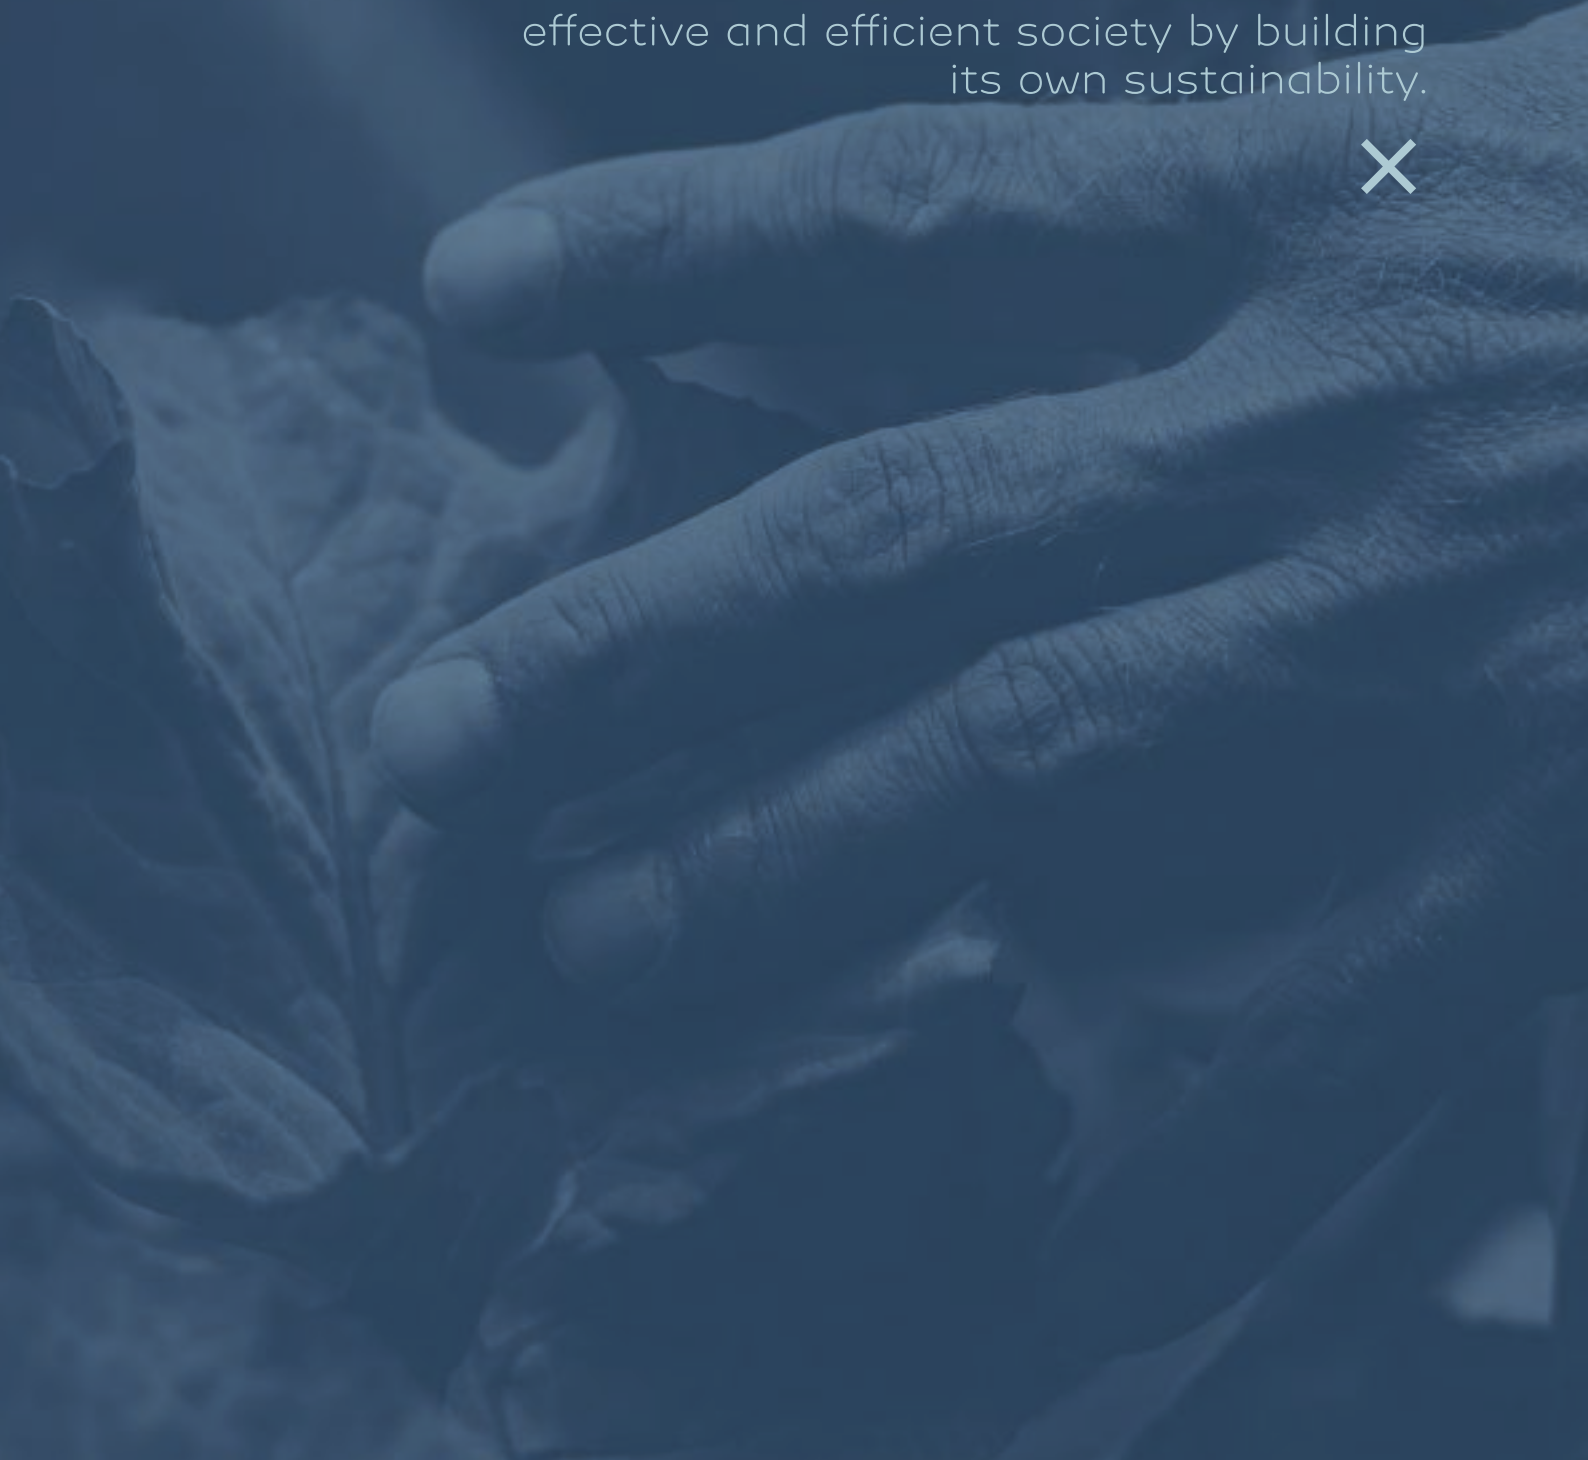 effective and efficient society by building
its own sustainability.